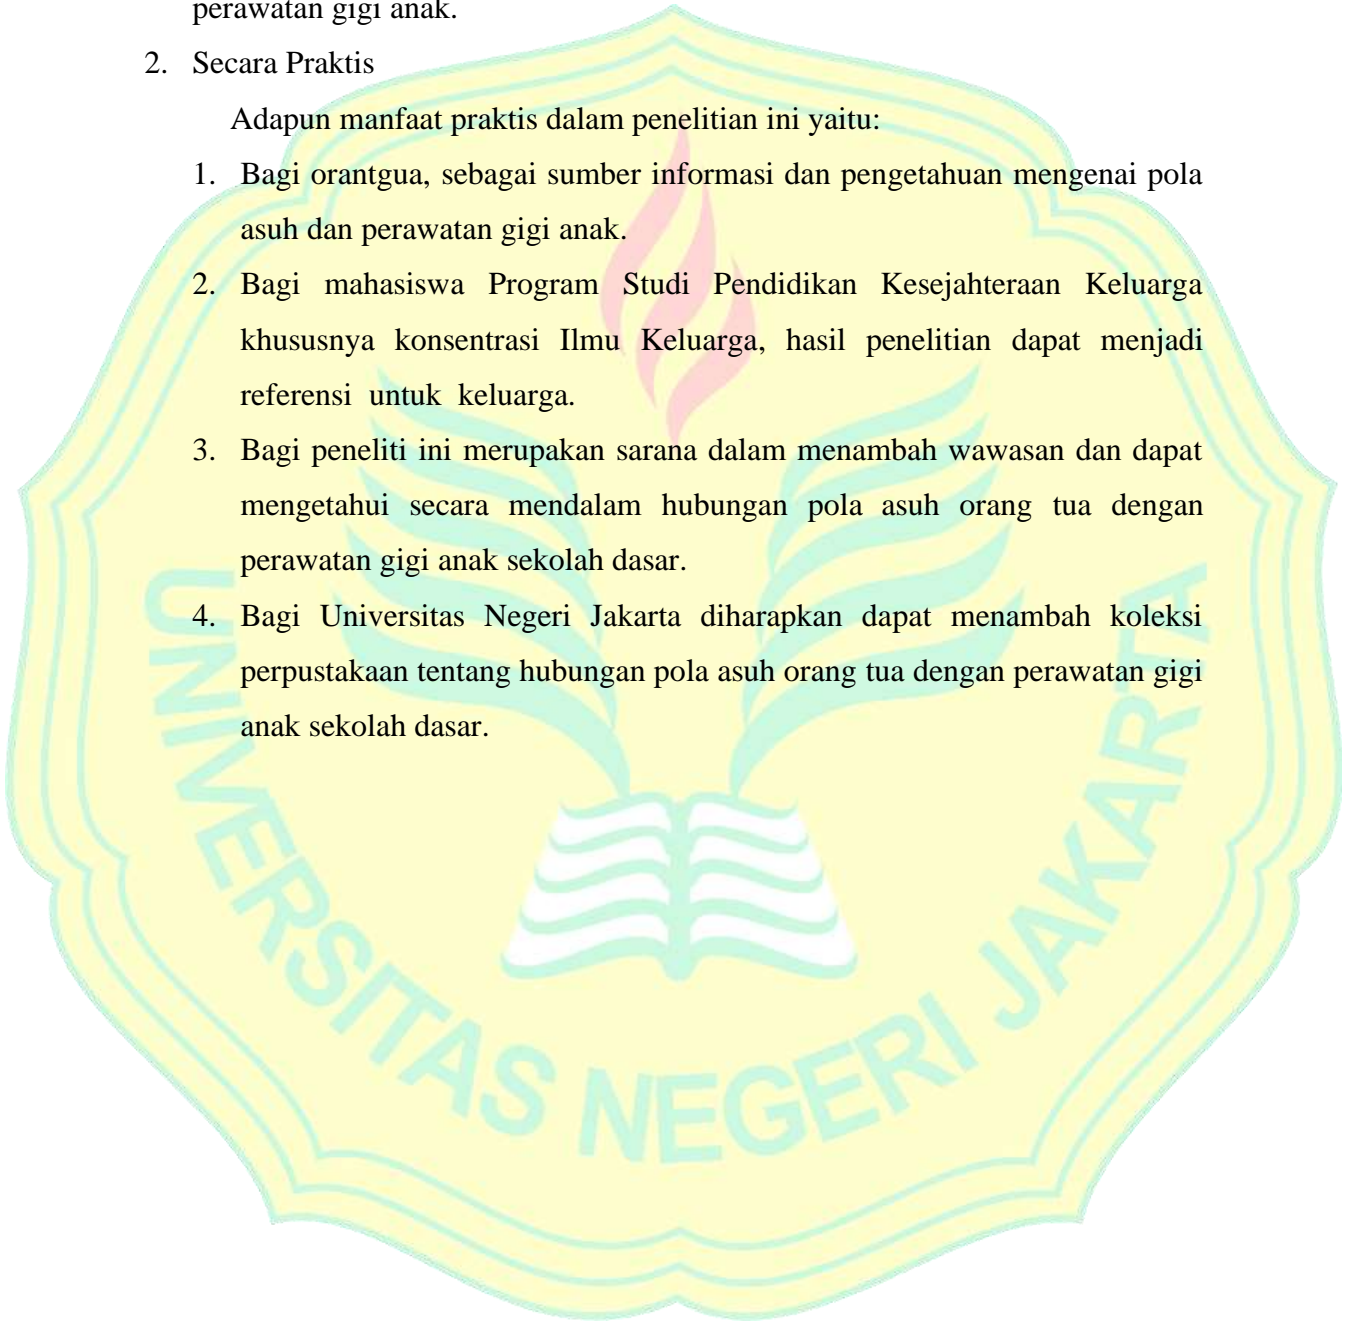 perawatan gigi anak.
2. Secara Praktis
Adapun manfaat praktis dalam penelitian ini yaitu:
1. Bagi orantgua, sebagai sumber informasi dan pengetahuan mengenai pola
asuh dan perawatan gigi anak.
2. Bagi mahasiswa Program Studi Pendidikan Kesejahteraan Keluarga
khususnya konsentrasi Ilmu Keluarga, hasil penelitian dapat menjadi
referensi untuk keluarga.
3. Bagi peneliti ini merupakan sarana dalam menambah wawasan dan dapat
mengetahui secara mendalam hubungan pola asuh orang tua dengan
perawatan gigi anak sekolah dasar.
4. Bagi Universitas Negeri Jakarta diharapkan dapat menambah koleksi
perpustakaan tentang hubungan pola asuh orang tua dengan perawatan gigi
anak sekolah dasar.
UNIVERSITAS NEGERI JAKARTA